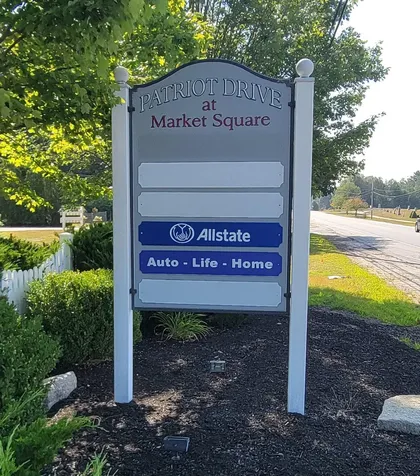 PATRIOT DRIVE
at
Market Square
Allstate
Auto - Life - Home